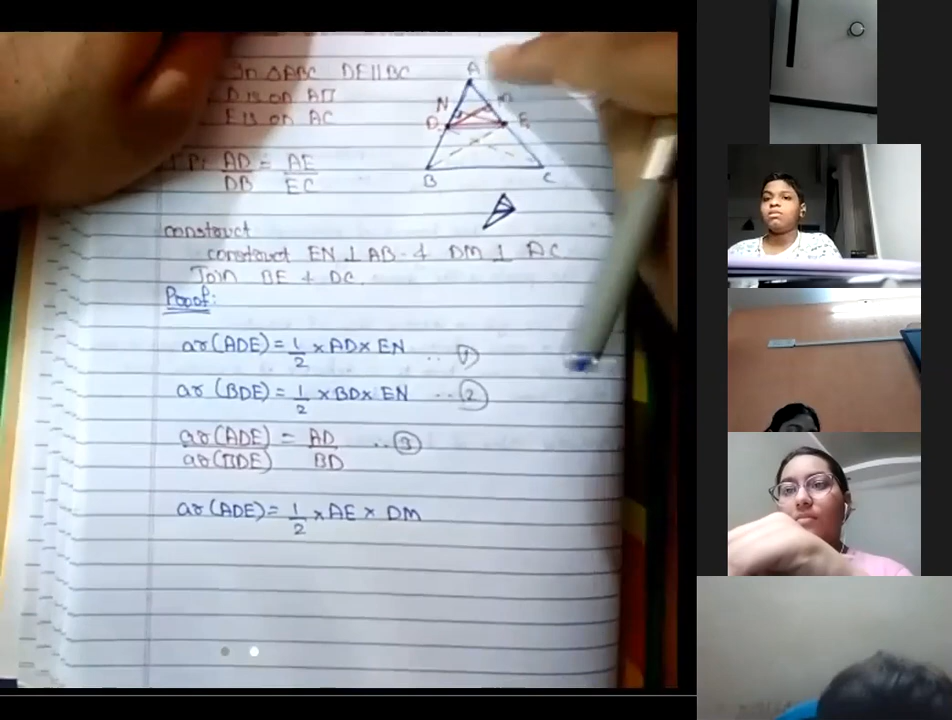 In ΔABC DE||BC
D is on AB
E is on AC
T.P: AD = AE
DB EC
A
N M
D E
B C
construct
construct EN ⊥ AB & DM ⊥ AC
Join BE & DC.
Proof:
ar(ADE) = 1/2 × AD × EN .. ①
ar(BDE) = 1/2 × BD × EN .. ②
ar(ADE) = AD .. ③
ar(BDE) BD
ar(ADE) = 1/2 × AE × DM